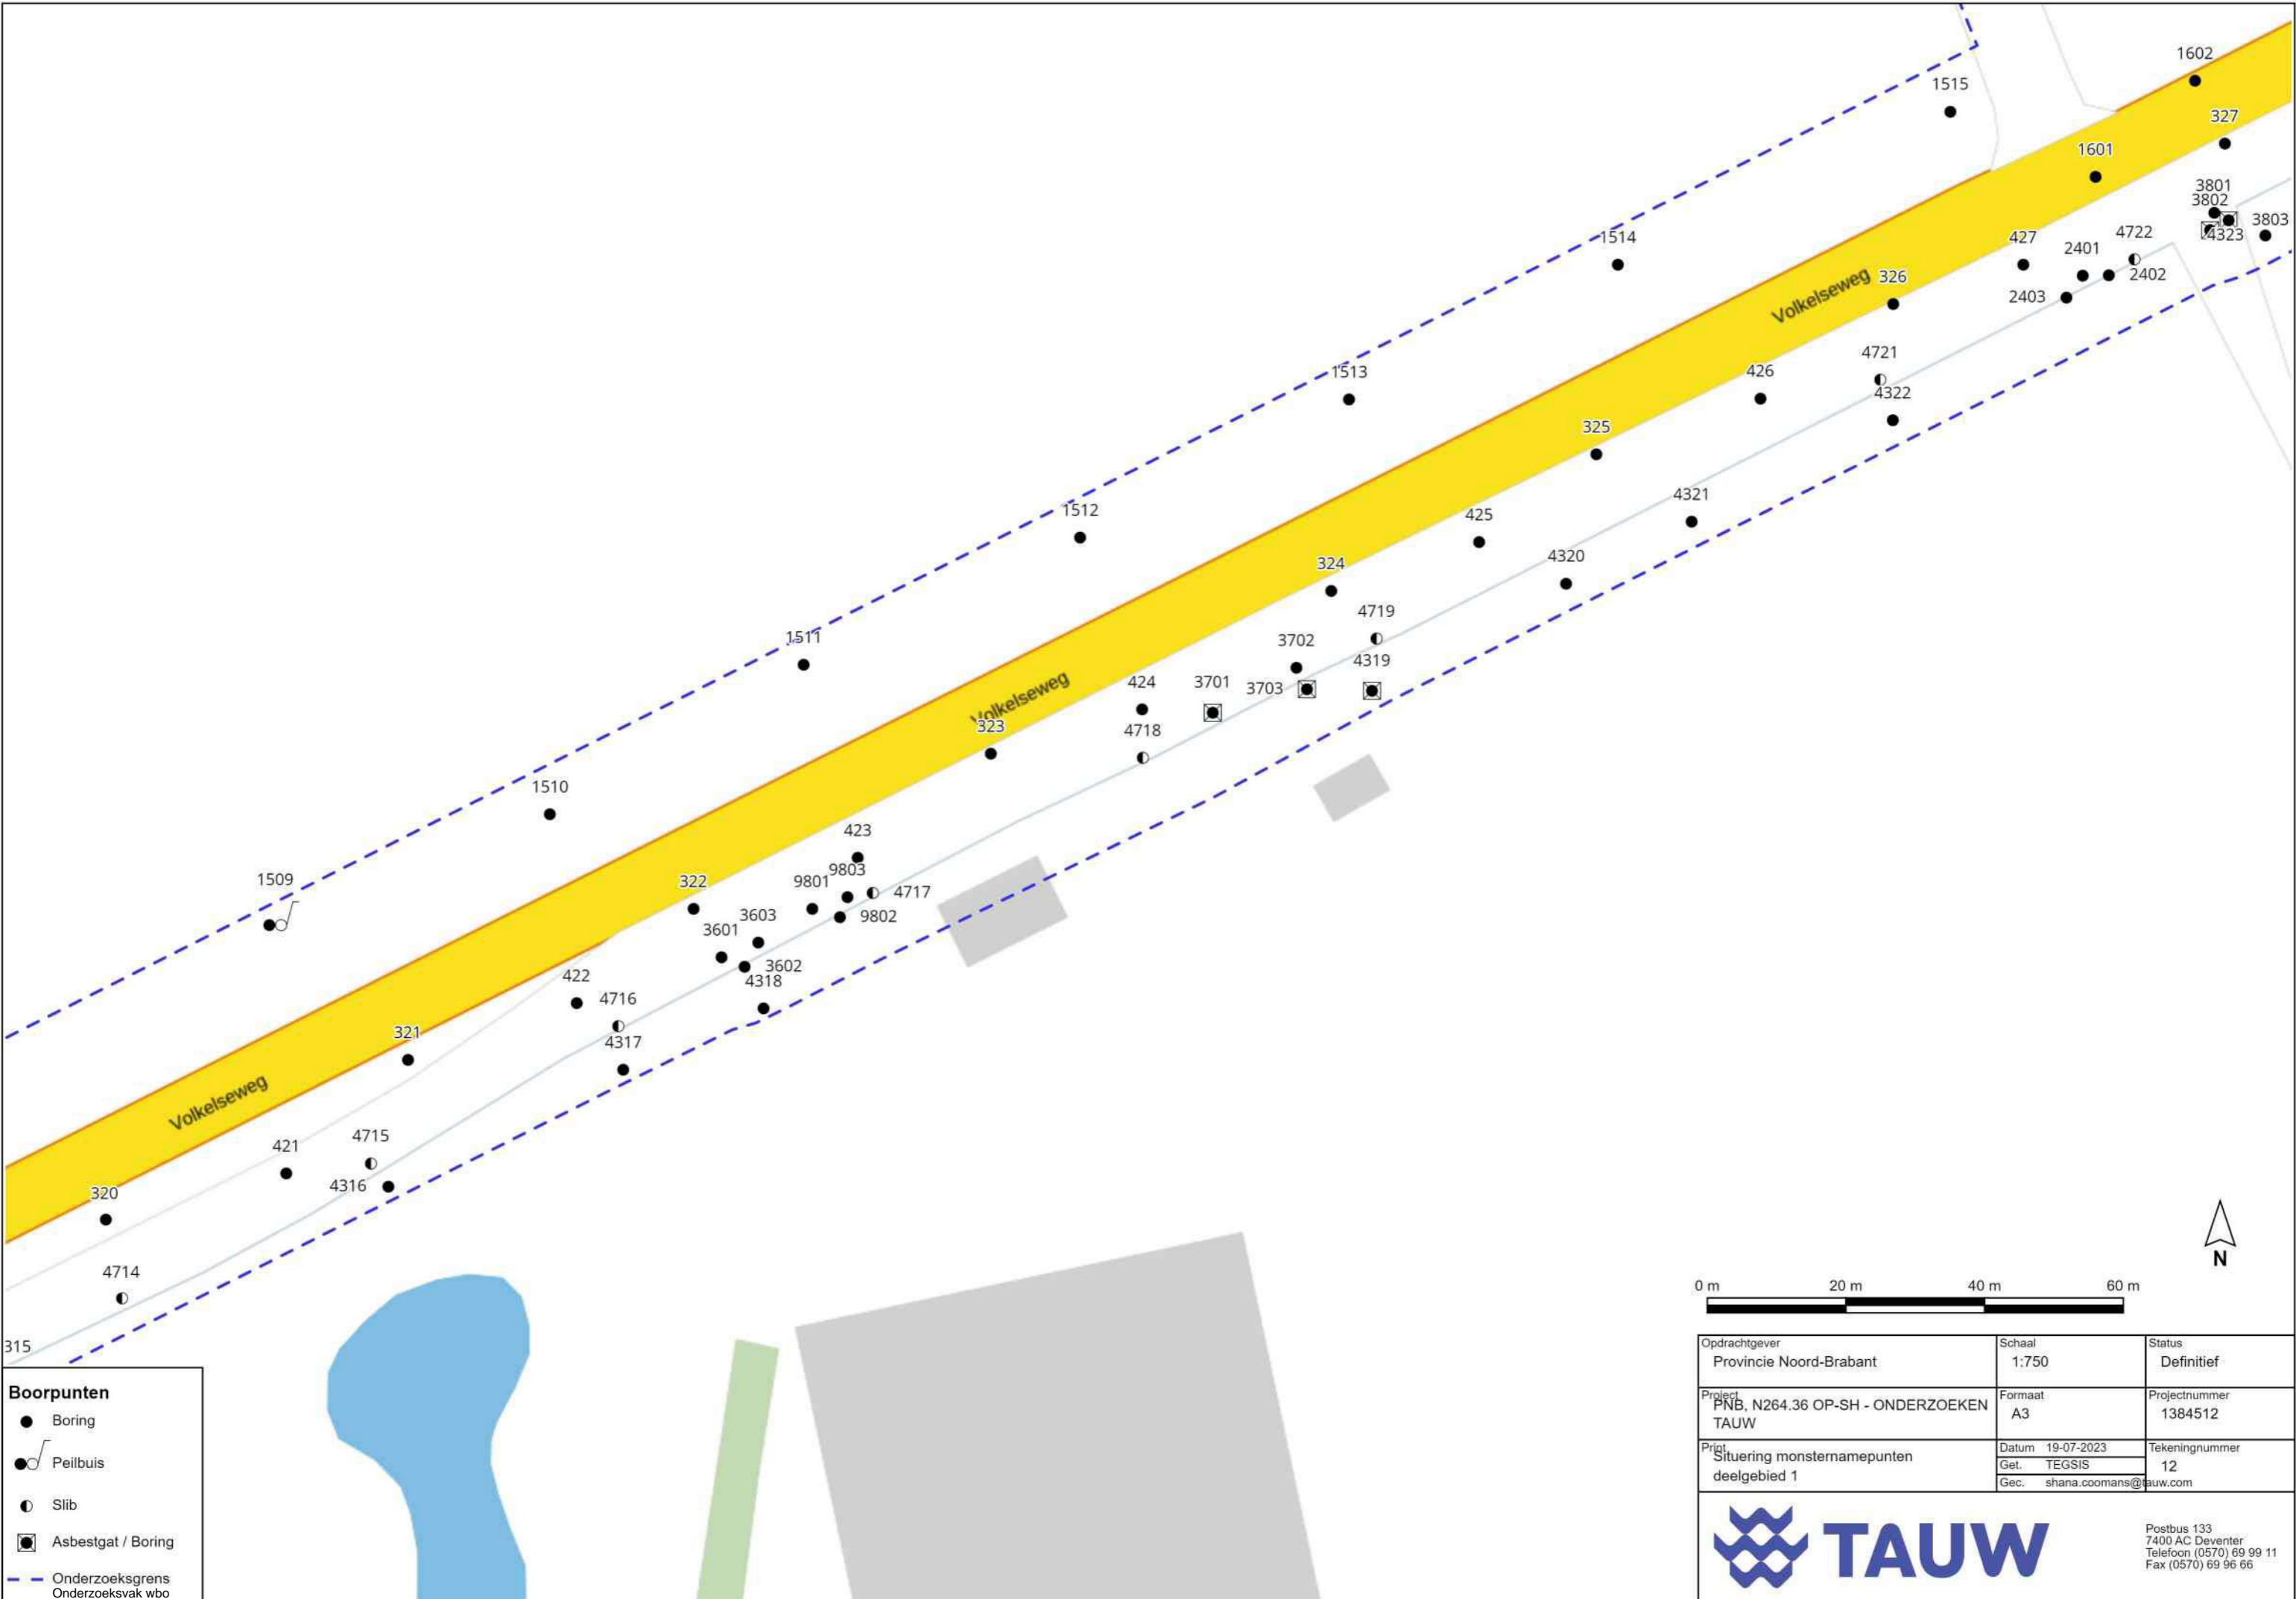 1602
1515
327
1601
3801
3802
3803
4323
4722
427
2401
2402
2403
1514
Volkelseweg
326
4721
4322
426
1513
325
4321
425
4320
1512
324
4719
3702
4319
3703
3701
424
4718
1511
Volkelseweg
323
1510
423
9803
9801
4717
9802
322
3603
3601
3602
4318
1509
422
4716
4317
321
Volkelseweg
421
4715
4316
320
4714
315
Boorpunten
Boring
Peilbuis
Slib
Asbestgat / Boring
Onderzoeksgrens
Onderzoeksvak wbo
N
0 m 20 m 40 m 60 m
Opdrachtgever
Provincie Noord-Brabant
Schaal
1:750
Status
Definitief
Project
PNB, N264.36 OP-SH - ONDERZOEKEN
TAUW
Formaat
A3
Projectnummer
1384512
Print
Situering monsternamepunten
deelgebied 1
Datum 19-07-2023
Get. TEGSIS
Gec. shana.coomans@tauw.com
Tekeningnummer
12
TAUW
Postbus 133
7400 AC Deventer
Telefoon (0570) 69 99 11
Fax (0570) 69 96 66